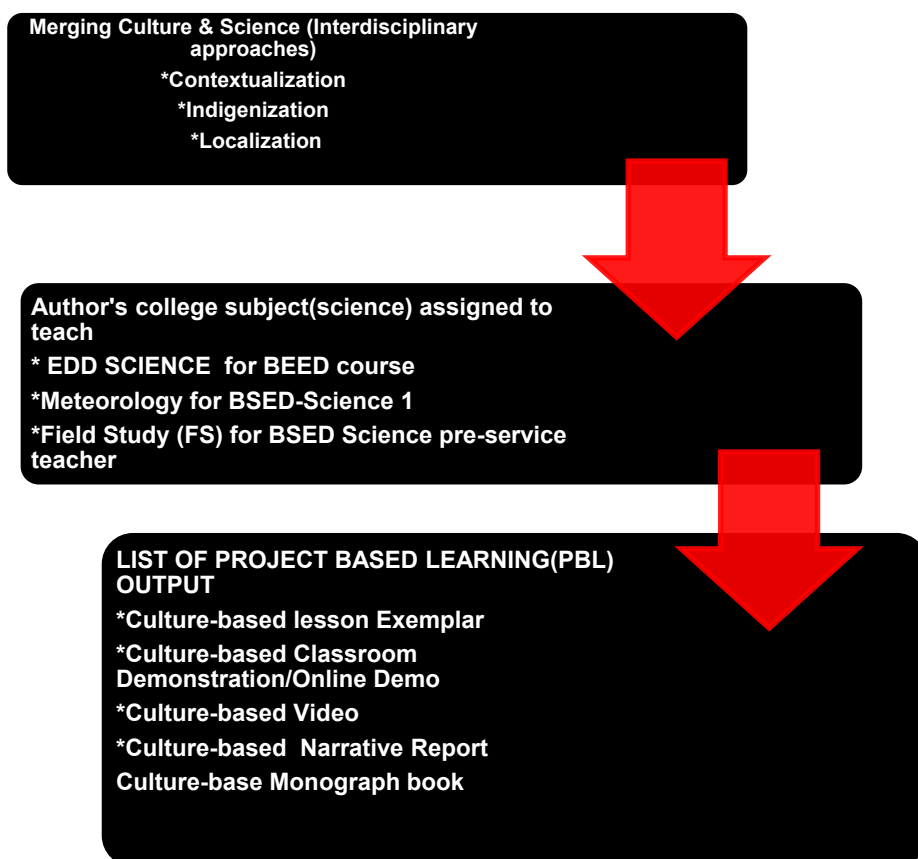 Merging Culture & Science (Interdisciplinary
approaches)
*Contextualization
*Indigenization
*Localization
Author's college subject(science) assigned to
teach
* EDD SCIENCE for BEED course
*Meteorology for BSED-Science 1
*Field Study (FS) for BSED Science pre-service
teacher
LIST OF PROJECT BASED LEARNING(PBL)
OUTPUT
*Culture-based lesson Exemplar
*Culture-based Classroom
Demonstration/Online Demo
*Culture-based Video
*Culture-based Narrative Report
Culture-base Monograph book